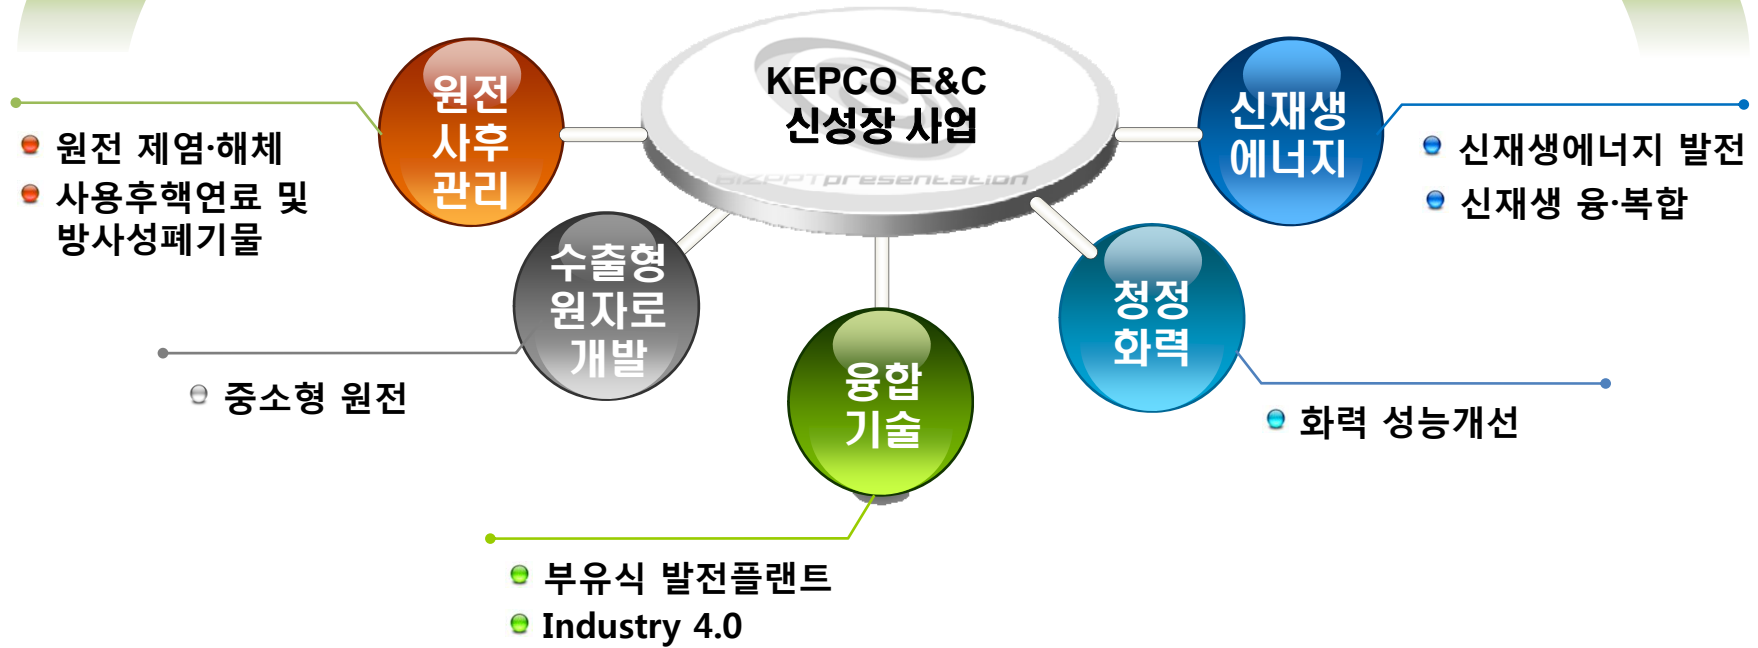 KEPCO E&C
신성장 사업
BIZPPTpresentation
원전
사후
관리
원전 제염·해체
사용후핵연료 및
방사성폐기물
수출형
원자로
개발
중소형 원전
융합
기술
부유식 발전플랜트
Industry 4.0
청정
화력
화력 성능개선
신재생
에너지
신재생에너지 발전
신재생 융·복합